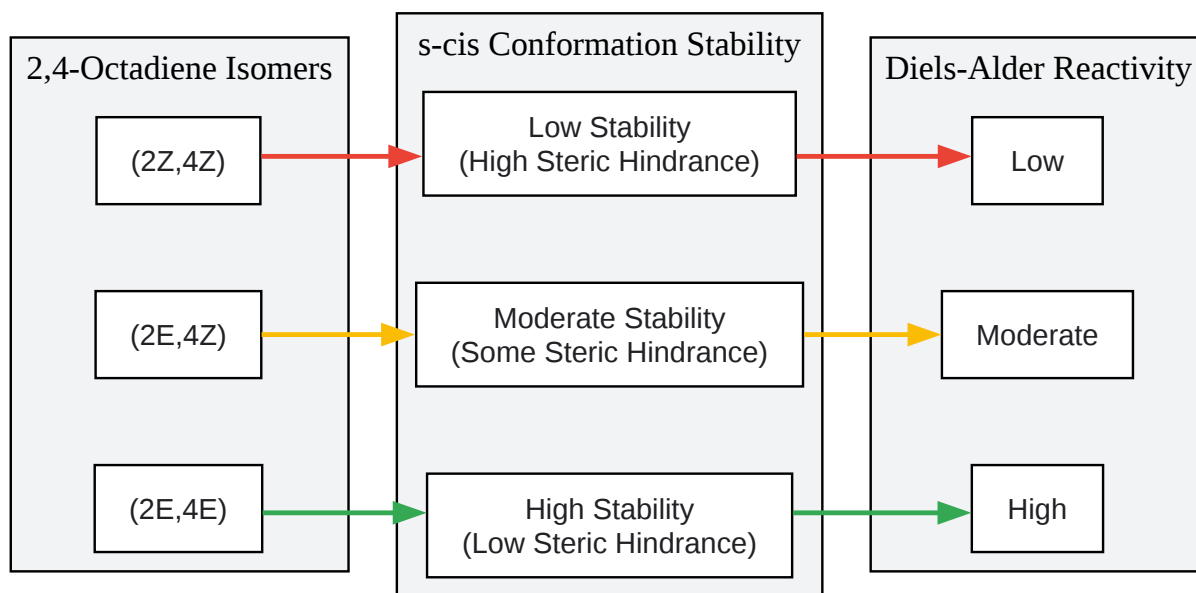 2,4-Octadiene Isomers
(2Z,4Z)
(2E,4Z)
(2E,4E)
s-cis Conformation Stability
Low Stability
(High Steric Hindrance)
Moderate Stability
(Some Steric Hindrance)
High Stability
(Low Steric Hindrance)
Diels-Alder Reactivity
Low
Moderate
High